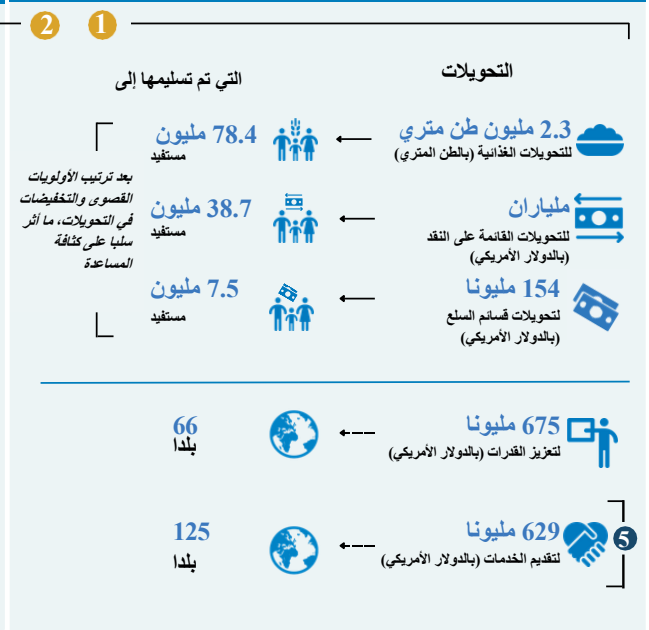 1
2
التحويلات
التي تم تسليمها إلى
2.3 مليون طن متري
للتحويلات الغذائية (بالطن المتري)
78.4 مليون
مستفيد
ملياران
للتحويلات القائمة على النقد
(بالدولار الأمريكي)
38.7 مليون
مستفيد
154 مليونا
لتحويلات قسائم السلع
(بالدولار الأمريكي)
7.5 مليون
مستفيد
بعد ترتيب الأولويات
القصوى والتخفيضات
في التحويلات، ما أثر
سلبا على كثافة
المساعدة
675 مليونا
لتعزيز القدرات (بالدولار الأمريكي)
66
بلدا
5
629 مليونا
لتقديم الخدمات (بالدولار الأمريكي)
125
بلدا